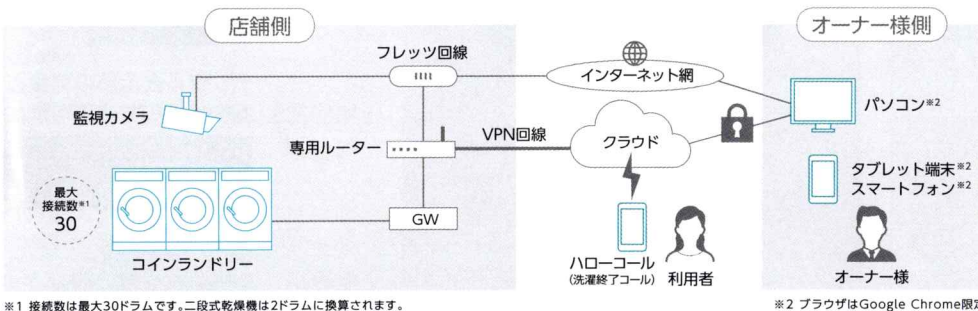 店舗側
オーナー様側
フレッツ回線
インターネット網
監視カメラ
パソコン※2
専用ルーター
VPN回線
クラウド
タブレット端末※2
スマートフォン※2
最大
接続数※1
30
GW
コインランドリー
ハローコール
(洗濯終了コール)
利用者
オーナー様
※1 接続数は最大30ドラムです。二段式乾燥機は2ドラムに換算されます。
※2 ブラウザはGoogle Chrome限定